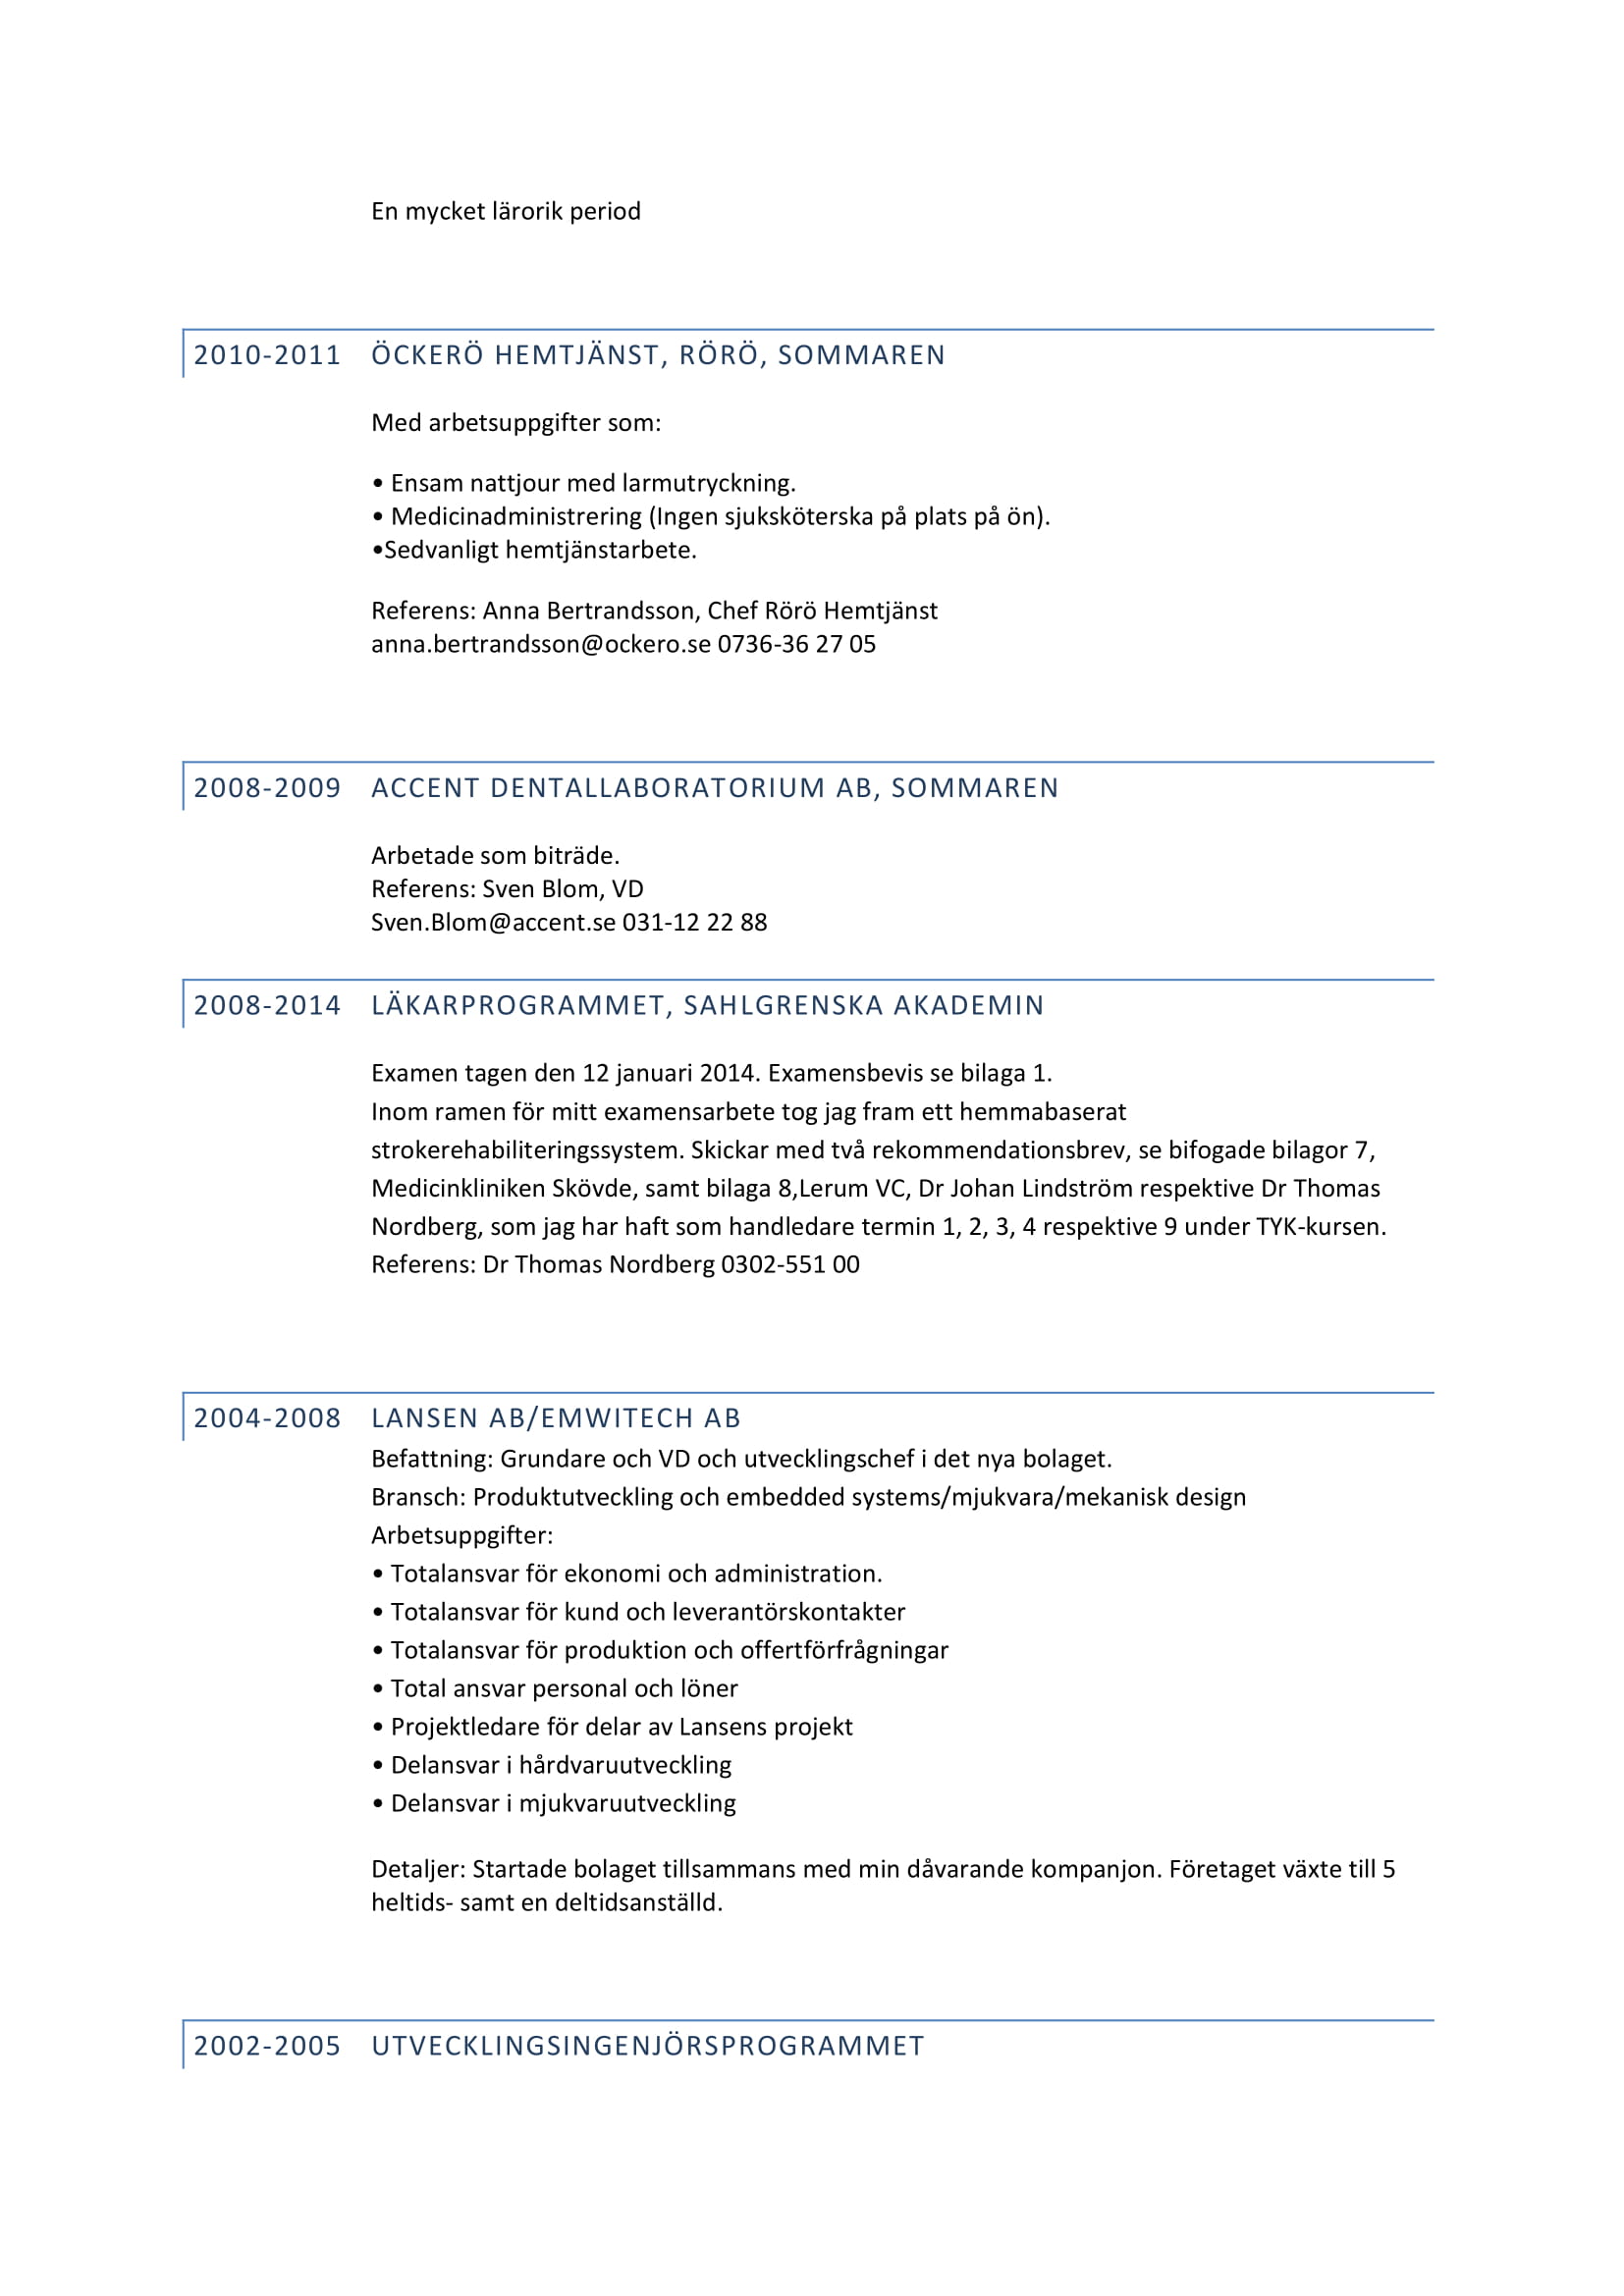 En mycket lärorik period
2010-2011 ÖCKERÖ HEMTJÄNST, RÖRÖ, SOMMAREN
Med arbetsuppgifter som:
• Ensam nattjour med larmutryckning.
• Medicinadministrering (Ingen sjuksköterska på plats på ön).
•Sedvanligt hemtjänstarbete.
Referens: Anna Bertrandsson, Chef Rörö Hemtjänst
anna.bertrandsson@ockero.se 0736-36 27 05
2008-2009 ACCENT DENTALLABORATORIUM AB, SOMMAREN
Arbetade som biträde.
Referens: Sven Blom, VD
Sven.Blom@accent.se 031-12 22 88
2008-2014 LÄKARPROGRAMMET, SAHLGRENSKA AKADEMIN
Examen tagen den 12 januari 2014. Examensbevis se bilaga 1.
Inom ramen för mitt examensarbete tog jag fram ett hemmabaserat
strokerehabiliteringssystem. Skickar med två rekommendationsbrev, se bifogade bilagor 7,
Medicinkliniken Skövde, samt bilaga 8,Lerum VC, Dr Johan Lindström respektive Dr Thomas
Nordberg, som jag har haft som handledare termin 1, 2, 3, 4 respektive 9 under TYK-kursen.
Referens: Dr Thomas Nordberg 0302-551 00
2004-2008 LANSEN AB/EMWITECH AB
Befattning: Grundare och VD och utvecklingschef i det nya bolaget.
Bransch: Produktutveckling och embedded systems/mjukvara/mekanisk design
Arbetsuppgifter:
• Totalansvar för ekonomi och administration.
• Totalansvar för kund och leverantörskontakter
• Totalansvar för produktion och offertförfrågningar
• Total ansvar personal och löner
• Projektledare för delar av Lansens projekt
• Delansvar i hårdvaruutveckling
• Delansvar i mjukvaruutveckling
Detaljer: Startade bolaget tillsammans med min dåvarande kompanjon. Företaget växte till 5
heltids- samt en deltidsanställd.
2002-2005 UTVECKLINGSINGENJÖRSPROGRAMMET